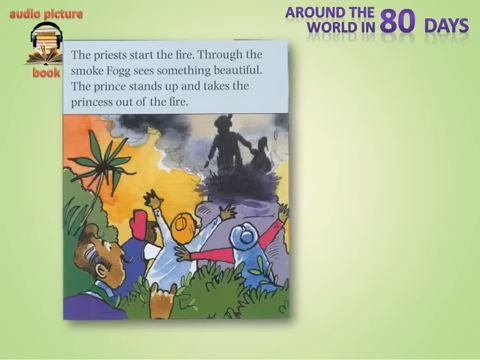 audio picture
book
AROUND THE
WORLD IN 80 DAYS
The priests start the fire. Through the
smoke Fogg sees something beautiful.
The prince stands up and takes the
princess out of the fire.